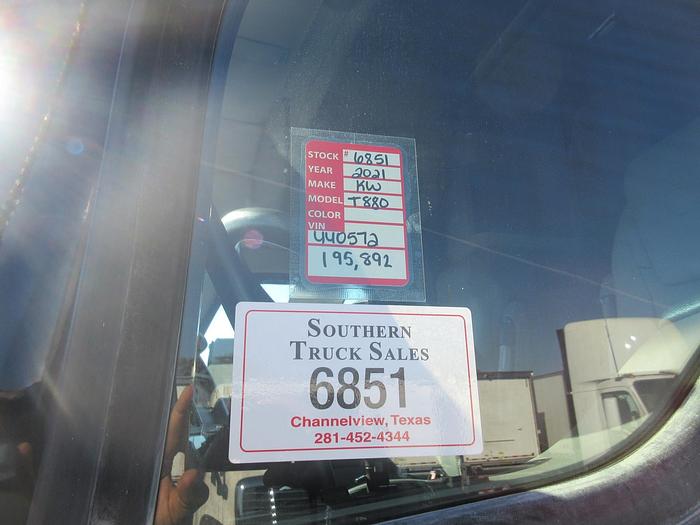 STOCK # 6851
YEAR 2021
MAKE KW
MODEL T880
COLOR
VIN
440572
195,892
SOUTHERN
TRUCK SALES
6851
Channelview, Texas
281-452-4344